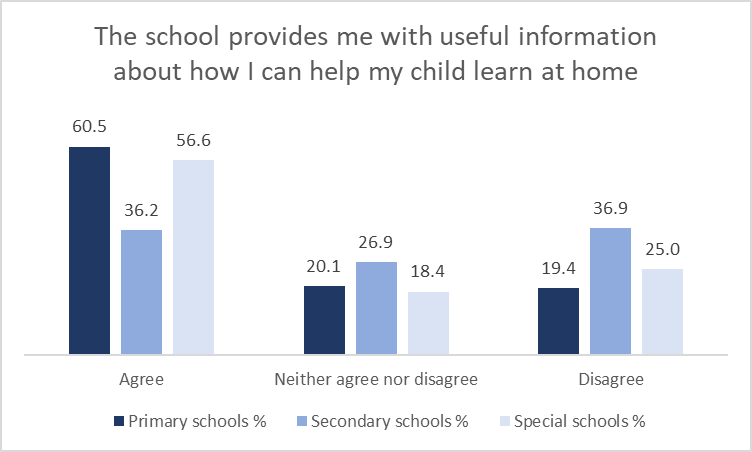 The school provides me with useful information
about how I can help my child learn at home
60.5
36.2
56.6
20.1
26.9
18.4
19.4
36.9
25.0
Agree
Neither agree nor disagree
Disagree
Primary schools %
Secondary schools %
Special schools %